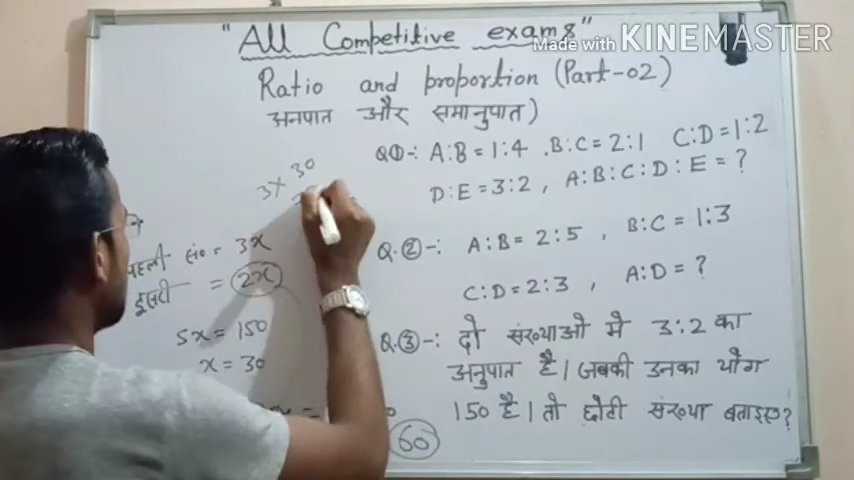 "All Competitive exams"
Made with KINEMASTER
Ratio and proportion (Part-02)
अनपात और समानुपात)
Q①-: A:B = 1:4 . B:C = 2:1 C:D = 1:2
D:E = 3:2 , A:B:C:D:E = ?
Q.②-: A:B = 2:5 , B:C = 1:3
C:D = 2:3 , A:D = ?
Q.③-: दो संख्याओ मे 3:2 का
अनुपात है। जबकी उनका योग
150 है। तो छोटी संख्या बताइए?
3x 30
पहली सं० = 3x
दूसरी = 2x
5x = 150
x = 30
60